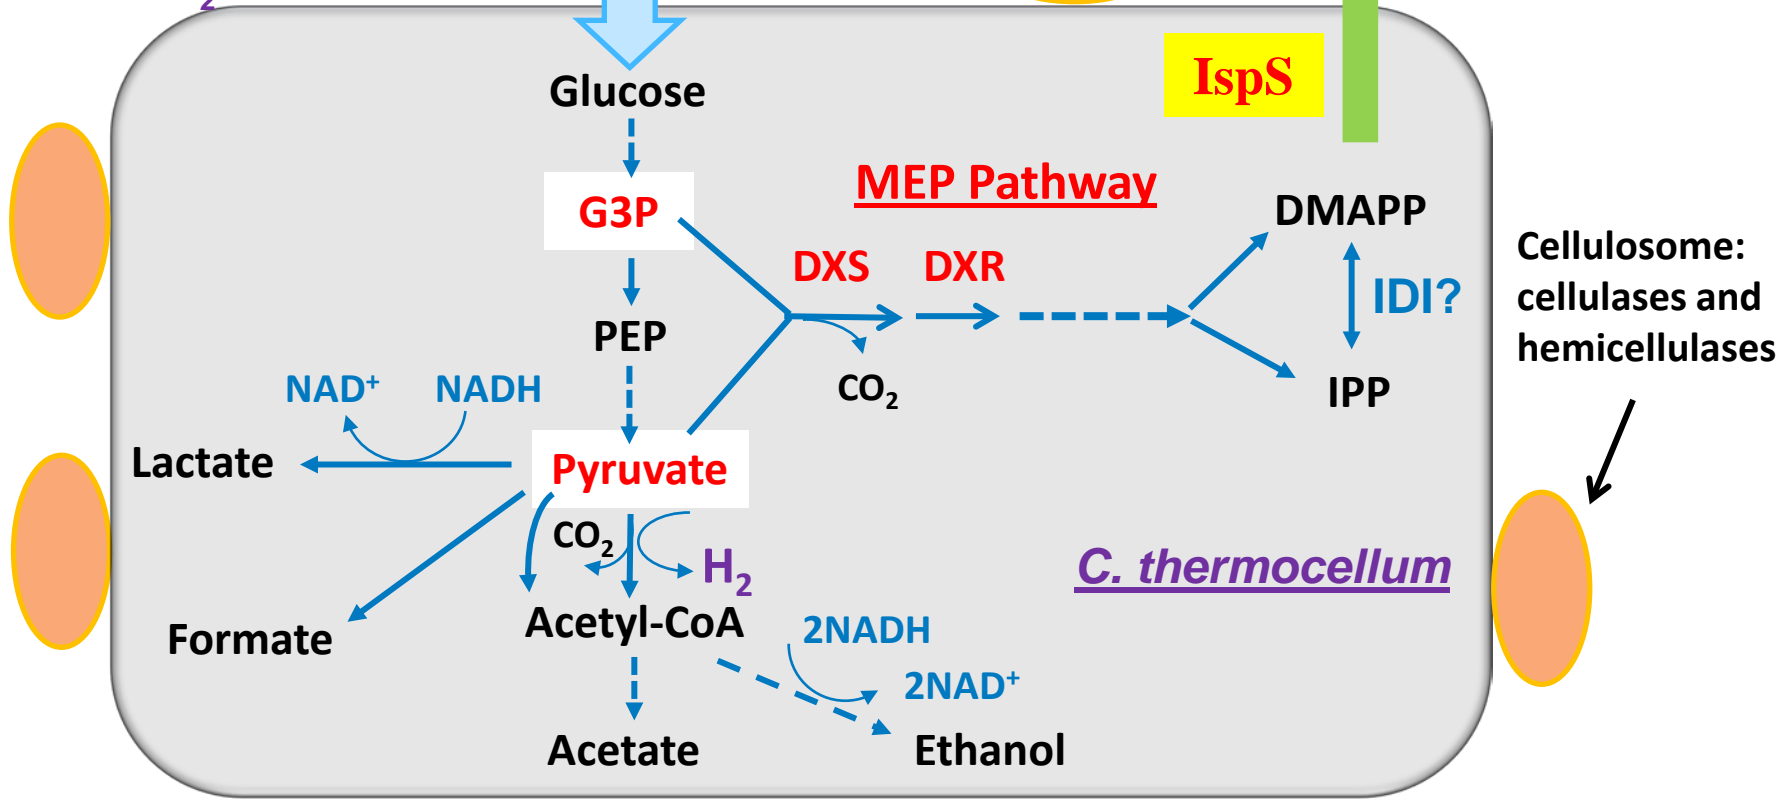 2
Glucose
IspS
G3P
MEP Pathway
DMAPP
DXS DXR
IDI?
Cellulosome:
cellulases and
hemicellulases
PEP
CO2
IPP
NAD+ NADH
Lactate
Pyruvate
CO2
H2
C. thermocellum
Formate
Acetyl-CoA
2NADH
2NAD+
Acetate
Ethanol